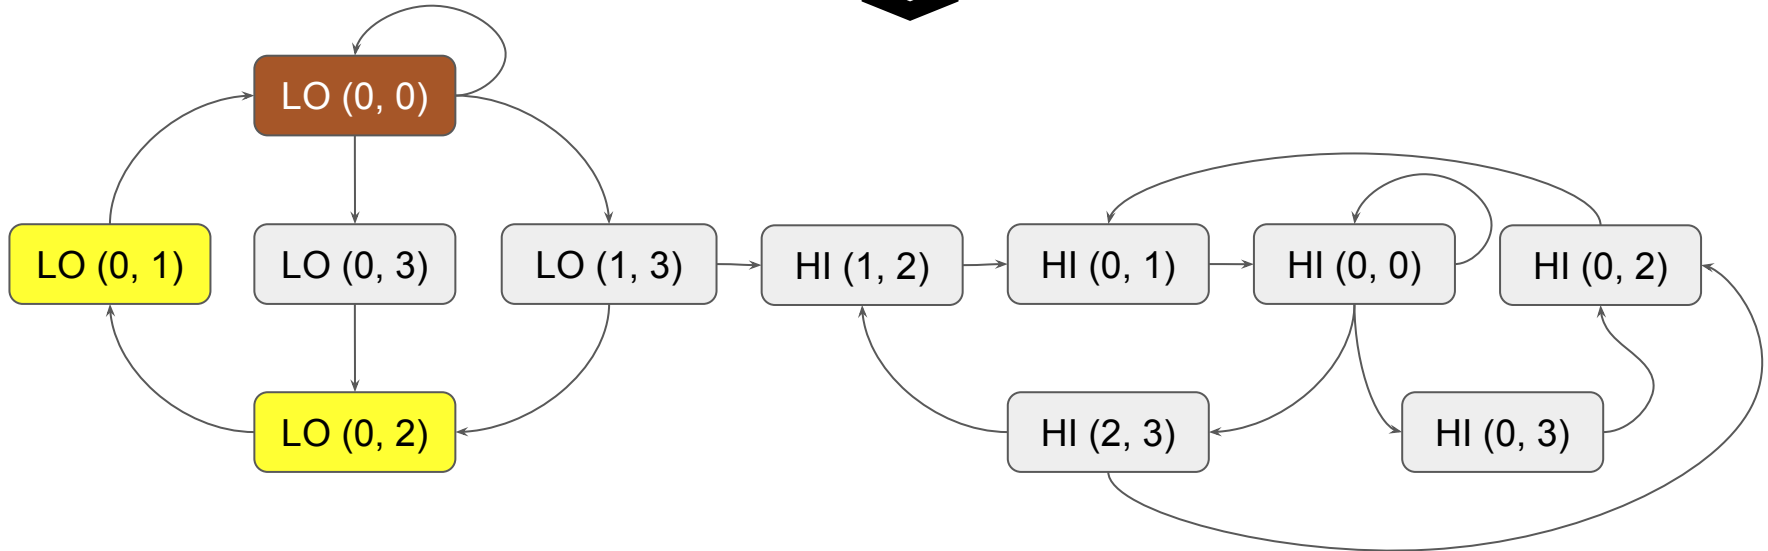 LO (0, 0)
LO (0, 1)
LO (0, 3)
LO (1, 3)
HI (1, 2)
HI (0, 1)
HI (0, 0)
HI (0, 2)
LO (0, 2)
HI (2, 3)
HI (0, 3)